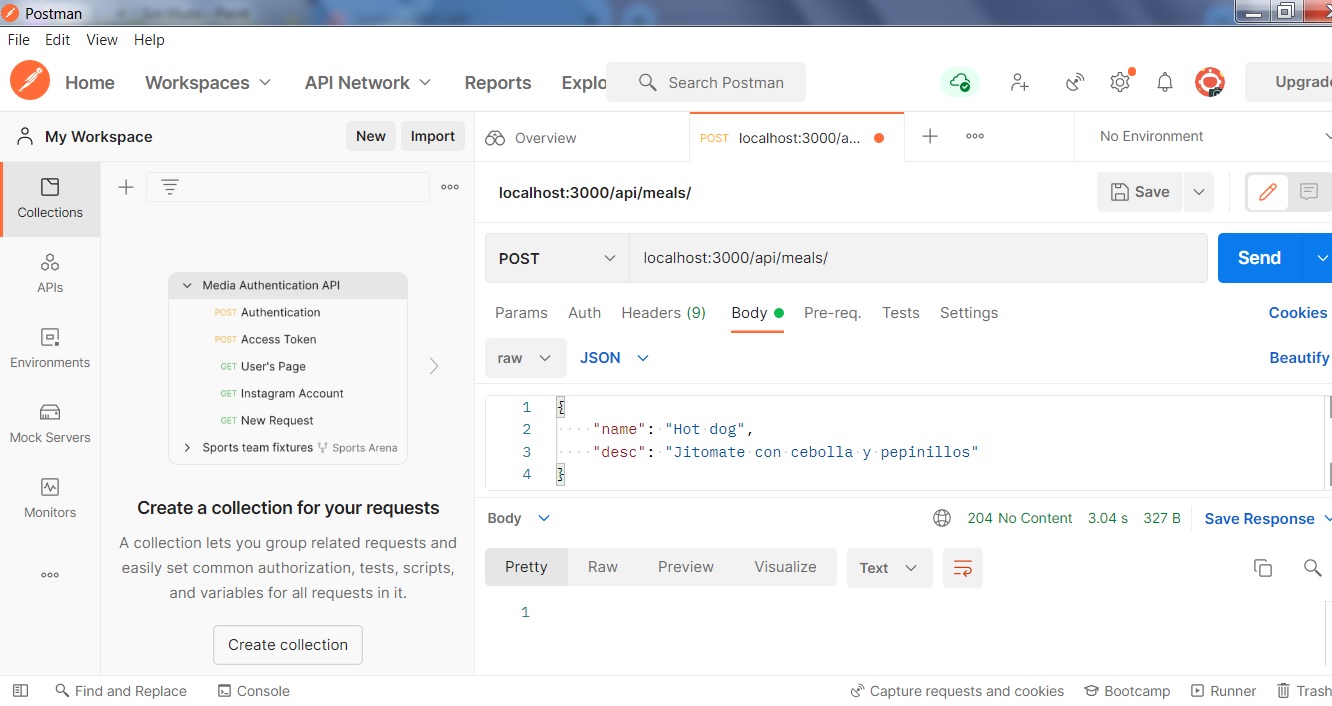 Postman
File Edit View Help
Home Workspaces API Network Reports Explo Search Postman Upgrade
My Workspace New Import Overview POST localhost:3000/a... No Environment
localhost:3000/api/meals/ Save
Collections
APIs
Environments
Mock Servers
Monitors
Media Authentication API
POST Authentication
POST Access Token
GET User's Page
GET Instagram Account
GET New Request
Sports team fixtures Sports Arena
Create a collection for your requests
A collection lets you group related requests and
easily set common authorization, tests, scripts,
and variables for all requests in it.
Create collection
POST localhost:3000/api/meals/ Send
Params Auth Headers (9) Body Pre-req. Tests Settings Cookies
raw JSON Beautify
1 {
2 "name": "Hot dog",
3 "desc": "Jitomate con cebolla y pepinillos"
4 }
Body 204 No Content 3.04 s 327 B Save Response
Pretty Raw Preview Visualize Text
1
Find and Replace Console Capture requests and cookies Bootcamp Runner Trash